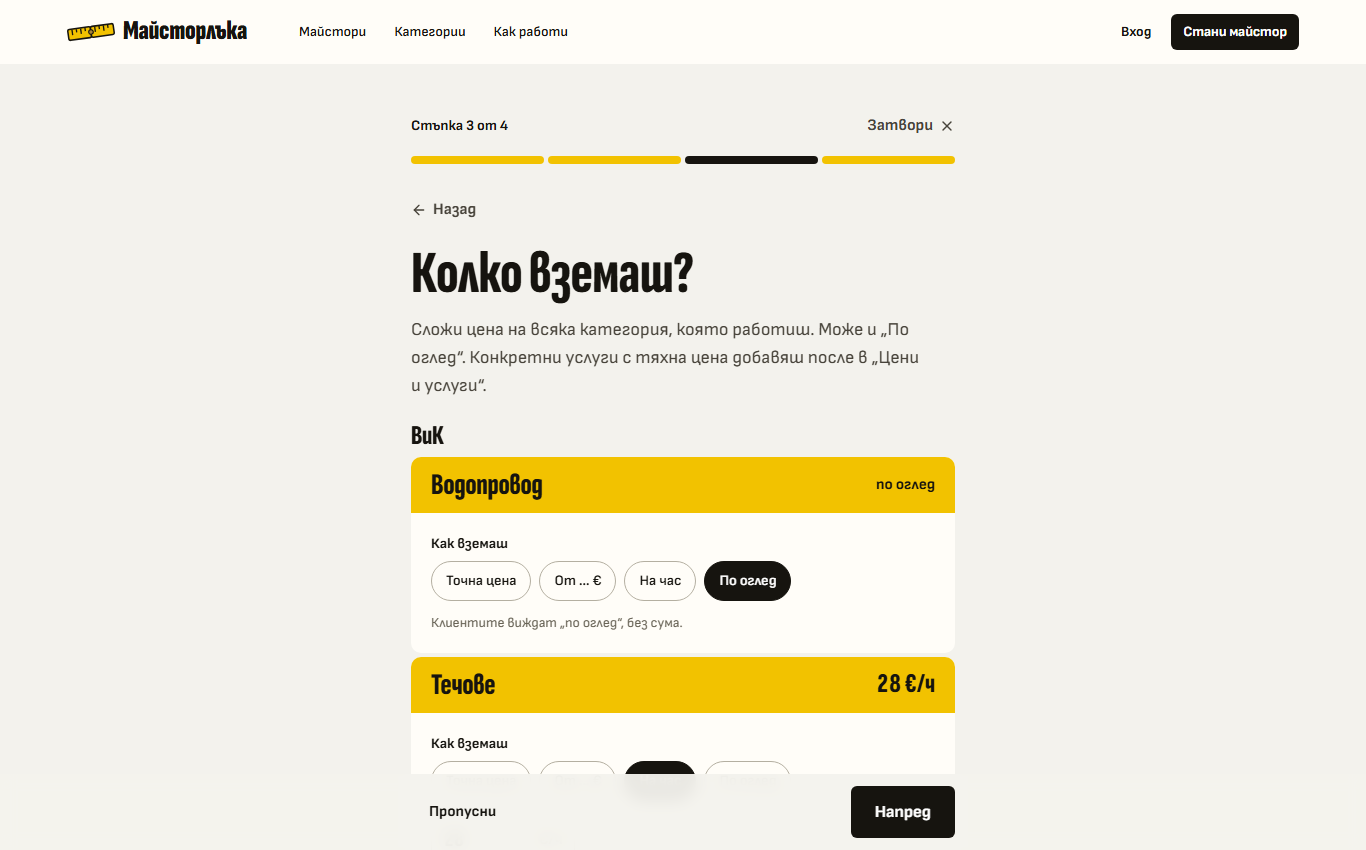 Майсторлъка
Майстори
Категории
Как работи
Вход
Стани майстор
Стъпка 3 от 4
Затвори
Назад
Колко вземаш?
Сложи цена на всяка категория, която работиш. Може и „По
оглед“. Конкретни услуги с тяхна цена добавяш после в „Цени
и услуги“.
ВиК
Водопровод
по оглед
Как вземаш
Точна цена
От ... €
На час
По оглед
Клиентите виждат „по оглед“, без сума.
Течове
28 €/ч
Как вземаш
Пропусни
Напред